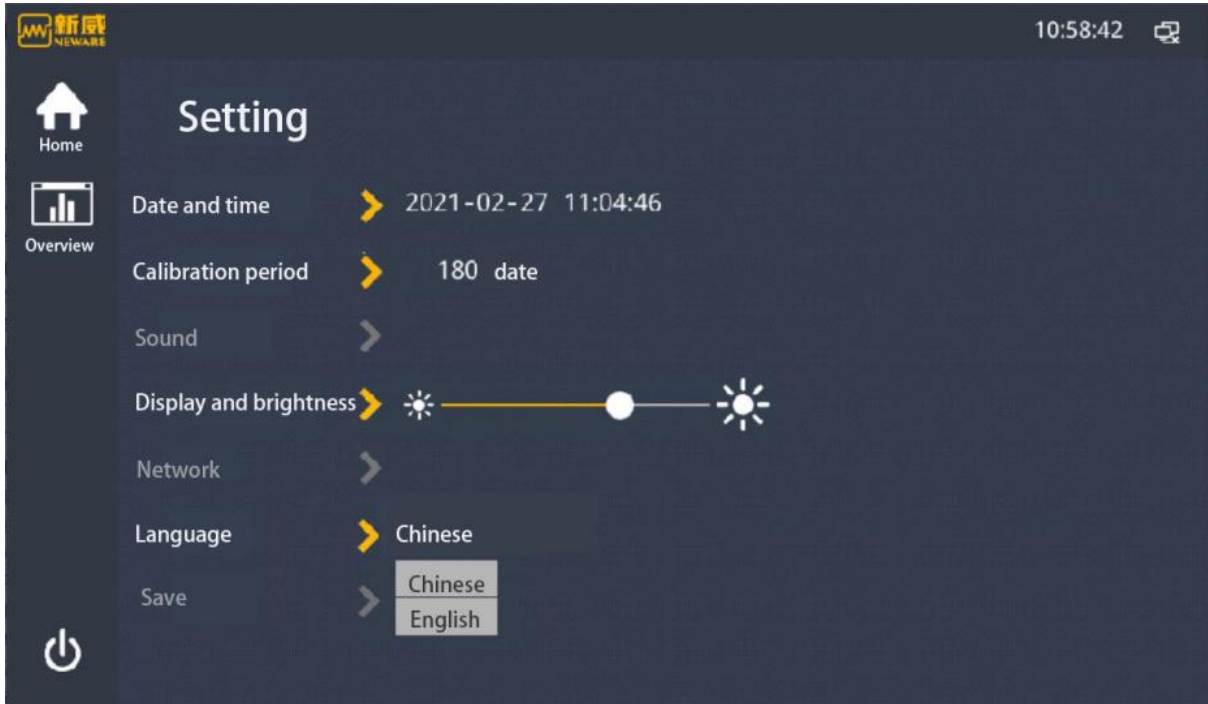 新威
NEWARE
10:58:42
Home
Setting
Overview
Date and time 2021-02-27 11:04:46
Calibration period 180 date
Sound
Display and brightness
Network
Language Chinese
Chinese
Save
English